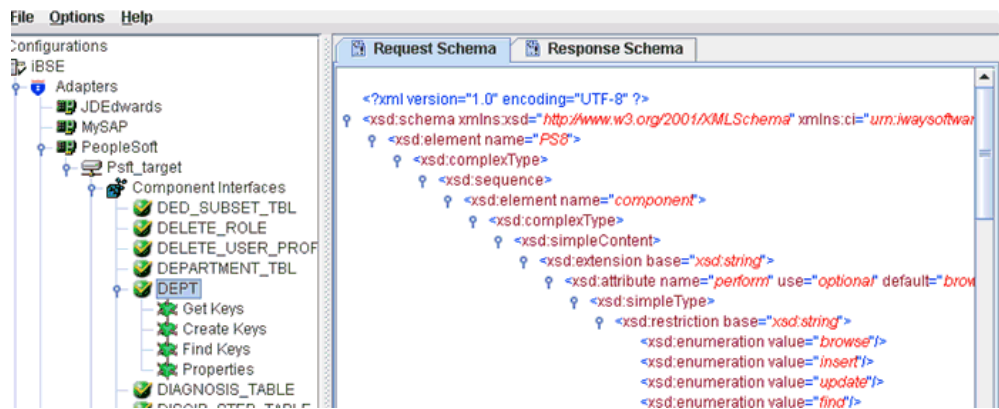 File Options Help
Configurations
iBSE
Adapters
JDEdwards
MySAP
PeopleSoft
Psft_target
Component Interfaces
DED_SUBSET_TBL
DELETE_ROLE
DELETE_USER_PROF
DEPARTMENT_TBL
DEPT
Get Keys
Create Keys
Find Keys
Properties
DIAGNOSIS_TABLE
DISCIP_STEP_TABLE
Request Schema Response Schema
<?xml version="1.0" encoding="UTF-8" ?>
<xsd:schema xmlns:xsd="http://www.w3.org/2001/XMLSchema" xmlns:ci="urn:iwaysoftwar
<xsd:element name="PS8">
<xsd:complexType>
<xsd:sequence>
<xsd:element name="component">
<xsd:complexType>
<xsd:simpleContent>
<xsd:extension base="xsd:string">
<xsd:attribute name="perform" use="optional" default="brow
<xsd:simpleType>
<xsd:restriction base="xsd:string">
<xsd:enumeration value="browse"/>
<xsd:enumeration value="insert"/>
<xsd:enumeration value="update"/>
<xsd:enumeration value="find"/>